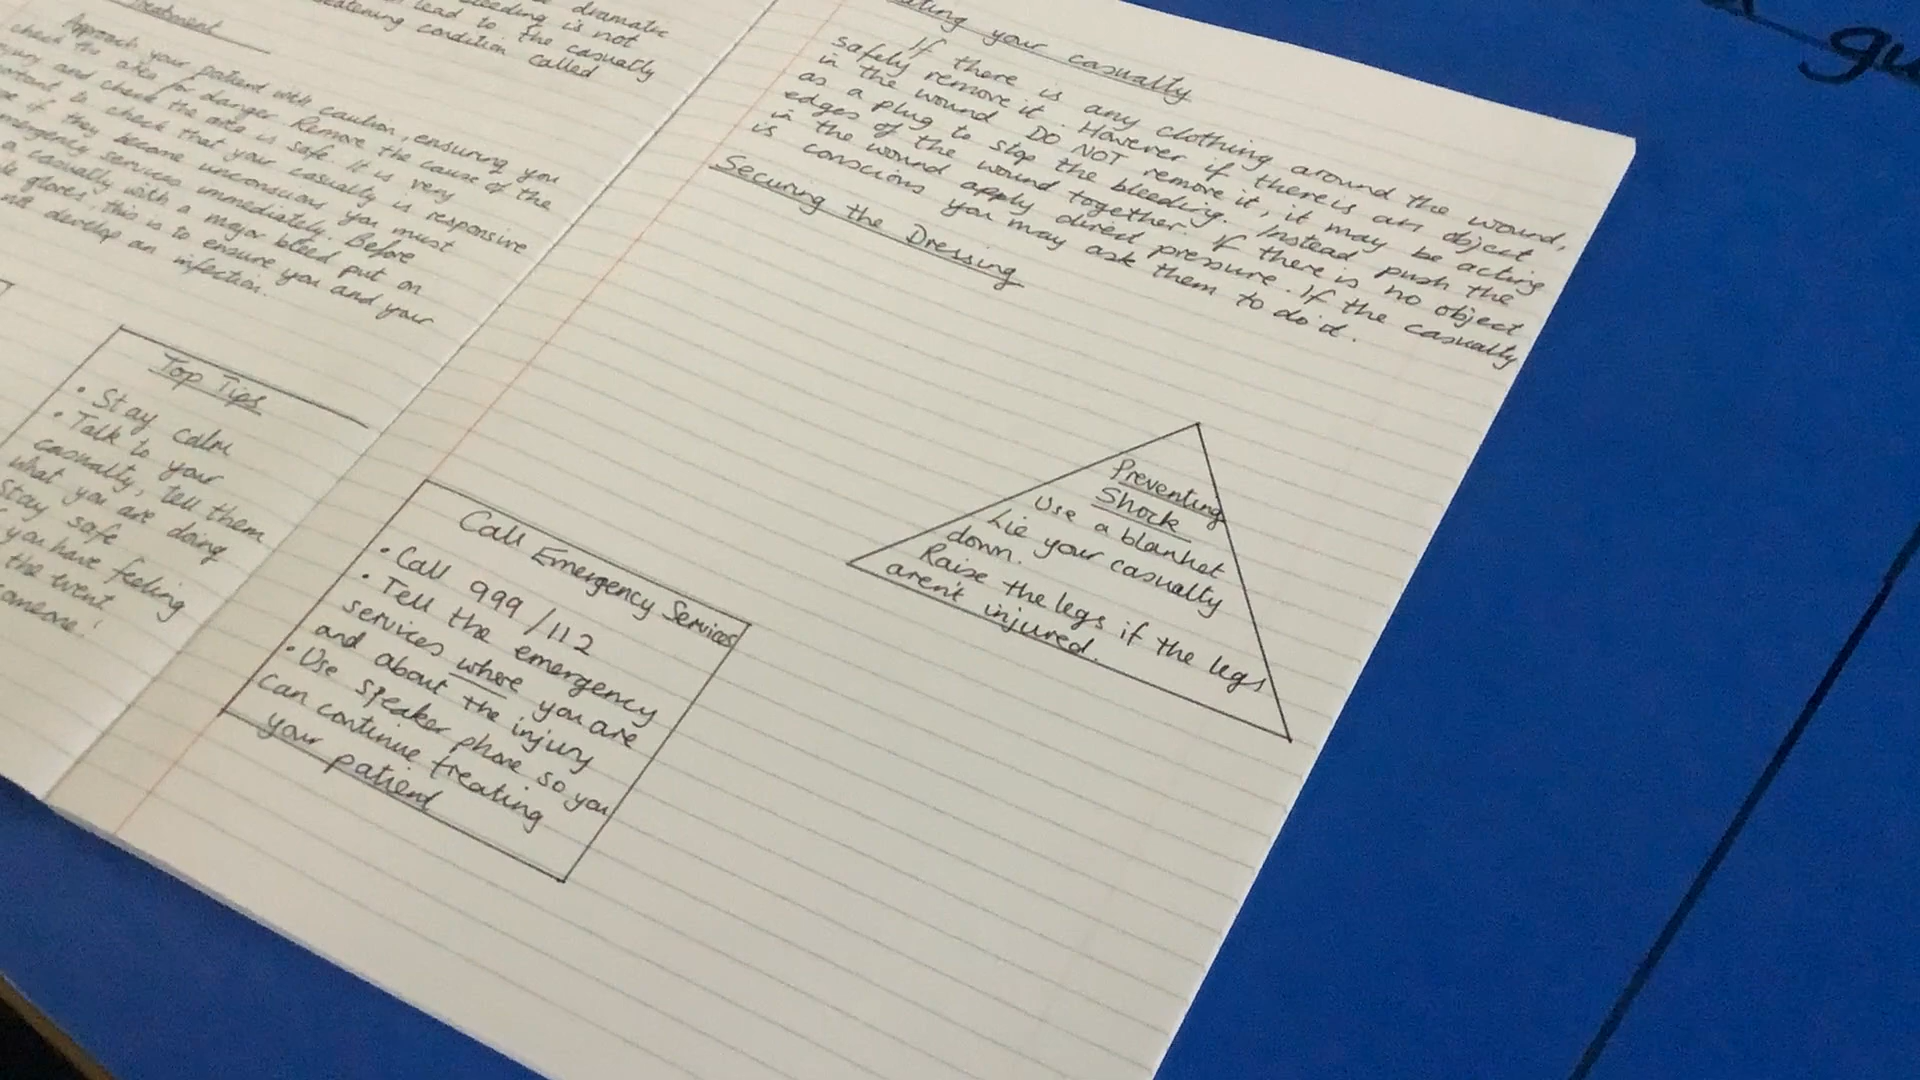 Treatment
dramatic
bleeding is not
lead to the casualty
condition called
Approach your patient with caution, ensuring you
check the area for danger. Remove the cause of the
and check the area is safe. It is very
to check that your casualty is responsive
if they become unconscious you must
services immediately. Before
a casualty with a major bleed put on
gloves, this is to ensure you and your
develop an infection.
Top Tips
• Stay calm
• Talk to your
casualty, tell them
what you are doing
Stay safe
you have feeling
the went
someone!
your casualty
If there is any clothing around the wound,
safely remove it. However if there is an object
in the wound DO NOT remove it, it may be acting
as a plug to stop the bleeding. Instead push the
edges of the wound together. If there is no object
in the wound apply direct pressure. If the casualty
is conscious you may ask them to do it.
Securing the Dressing
Preventing
Shock
Use a blanket
Lie your casualty
down.
Raise the legs if the legs
aren't injured.
Call Emergency Services
• Call 999/112
• Tell the emergency
services where you are
and about the injury
• Use speaker phone so you
can continue treating
your patient
gu